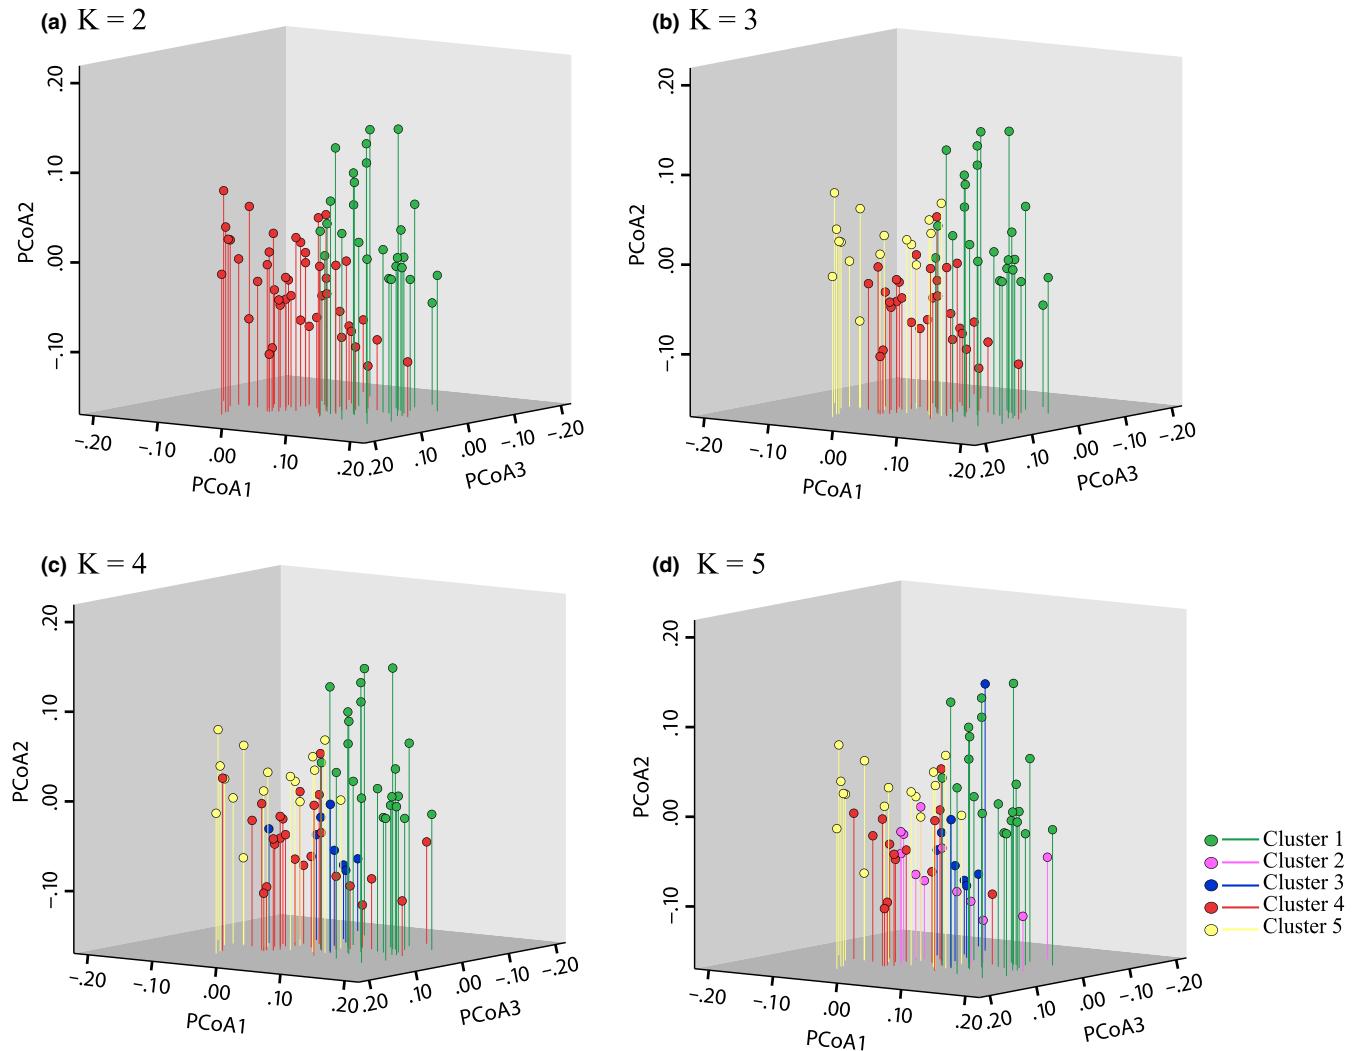 (a) K = 2
.20
.10
.00
-.10
PCoA2
-.20
-.10
.00
.10
.20
PCoA1
.20
.10
.00
-.10
-.20
PCoA3
(b) K = 3
.20
.10
.00
-.10
PCoA2
-.20
-.10
.00
.10
.20
PCoA1
.20
.10
.00
-.10
-.20
PCoA3
(c) K = 4
.20
.10
.00
-.10
PCoA2
-.20
-.10
.00
.10
.20
PCoA1
.20
.10
.00
-.10
-.20
PCoA3
(d) K = 5
.20
.10
.00
-.10
PCoA2
-.20
-.10
.00
.10
.20
PCoA1
.20
.10
.00
-.10
-.20
PCoA3
Cluster 1
Cluster 2
Cluster 3
Cluster 4
Cluster 5